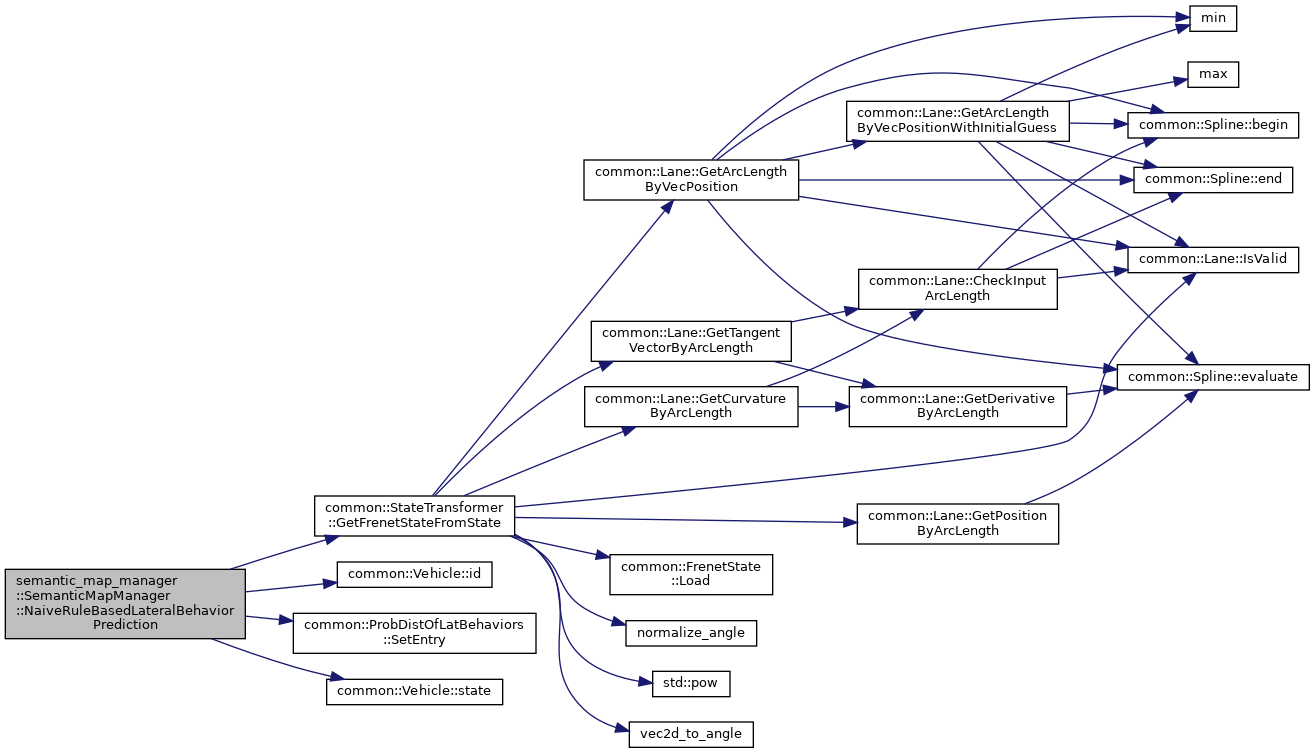 min
max
common::Lane::GetArcLength
ByVecPositionWithInitialGuess
common::Spline::begin
common::Lane::GetArcLength
ByVecPosition
common::Spline::end
common::Lane::IsValid
common::Lane::CheckInput
ArcLength
common::Lane::GetTangent
VectorByArcLength
common::Spline::evaluate
common::Lane::GetCurvature
ByArcLength
common::Lane::GetDerivative
ByArcLength
common::StateTransformer
::GetFrenetStateFromState
common::Lane::GetPosition
ByArcLength
semantic_map_manager
::SemanticMapManager
::NaiveRuleBasedLateralBehavior
Prediction
common::Vehicle::id
common::FrenetState
::Load
common::ProbDistOfLatBehaviors
::SetEntry
normalize_angle
common::Vehicle::state
std::pow
vec2d_to_angle